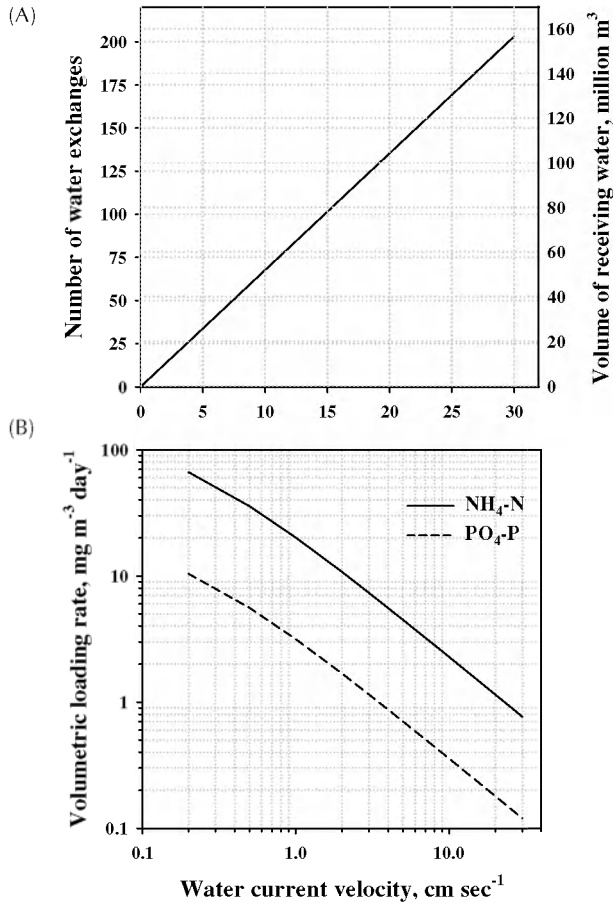 (A)
Number of water exchanges
200
175
150
125
100
75
50
25
0
160
140
120
100
80
60
40
20
0
Volume of receiving water, million m³
0 5 10 15 20 25 30
(B)
Volumetric loading rate, mg m⁻³ day⁻¹
100
10
1
0.1
NH₄-N
PO₄-P
0.1 1.0 10.0
Water current velocity, cm sec⁻¹